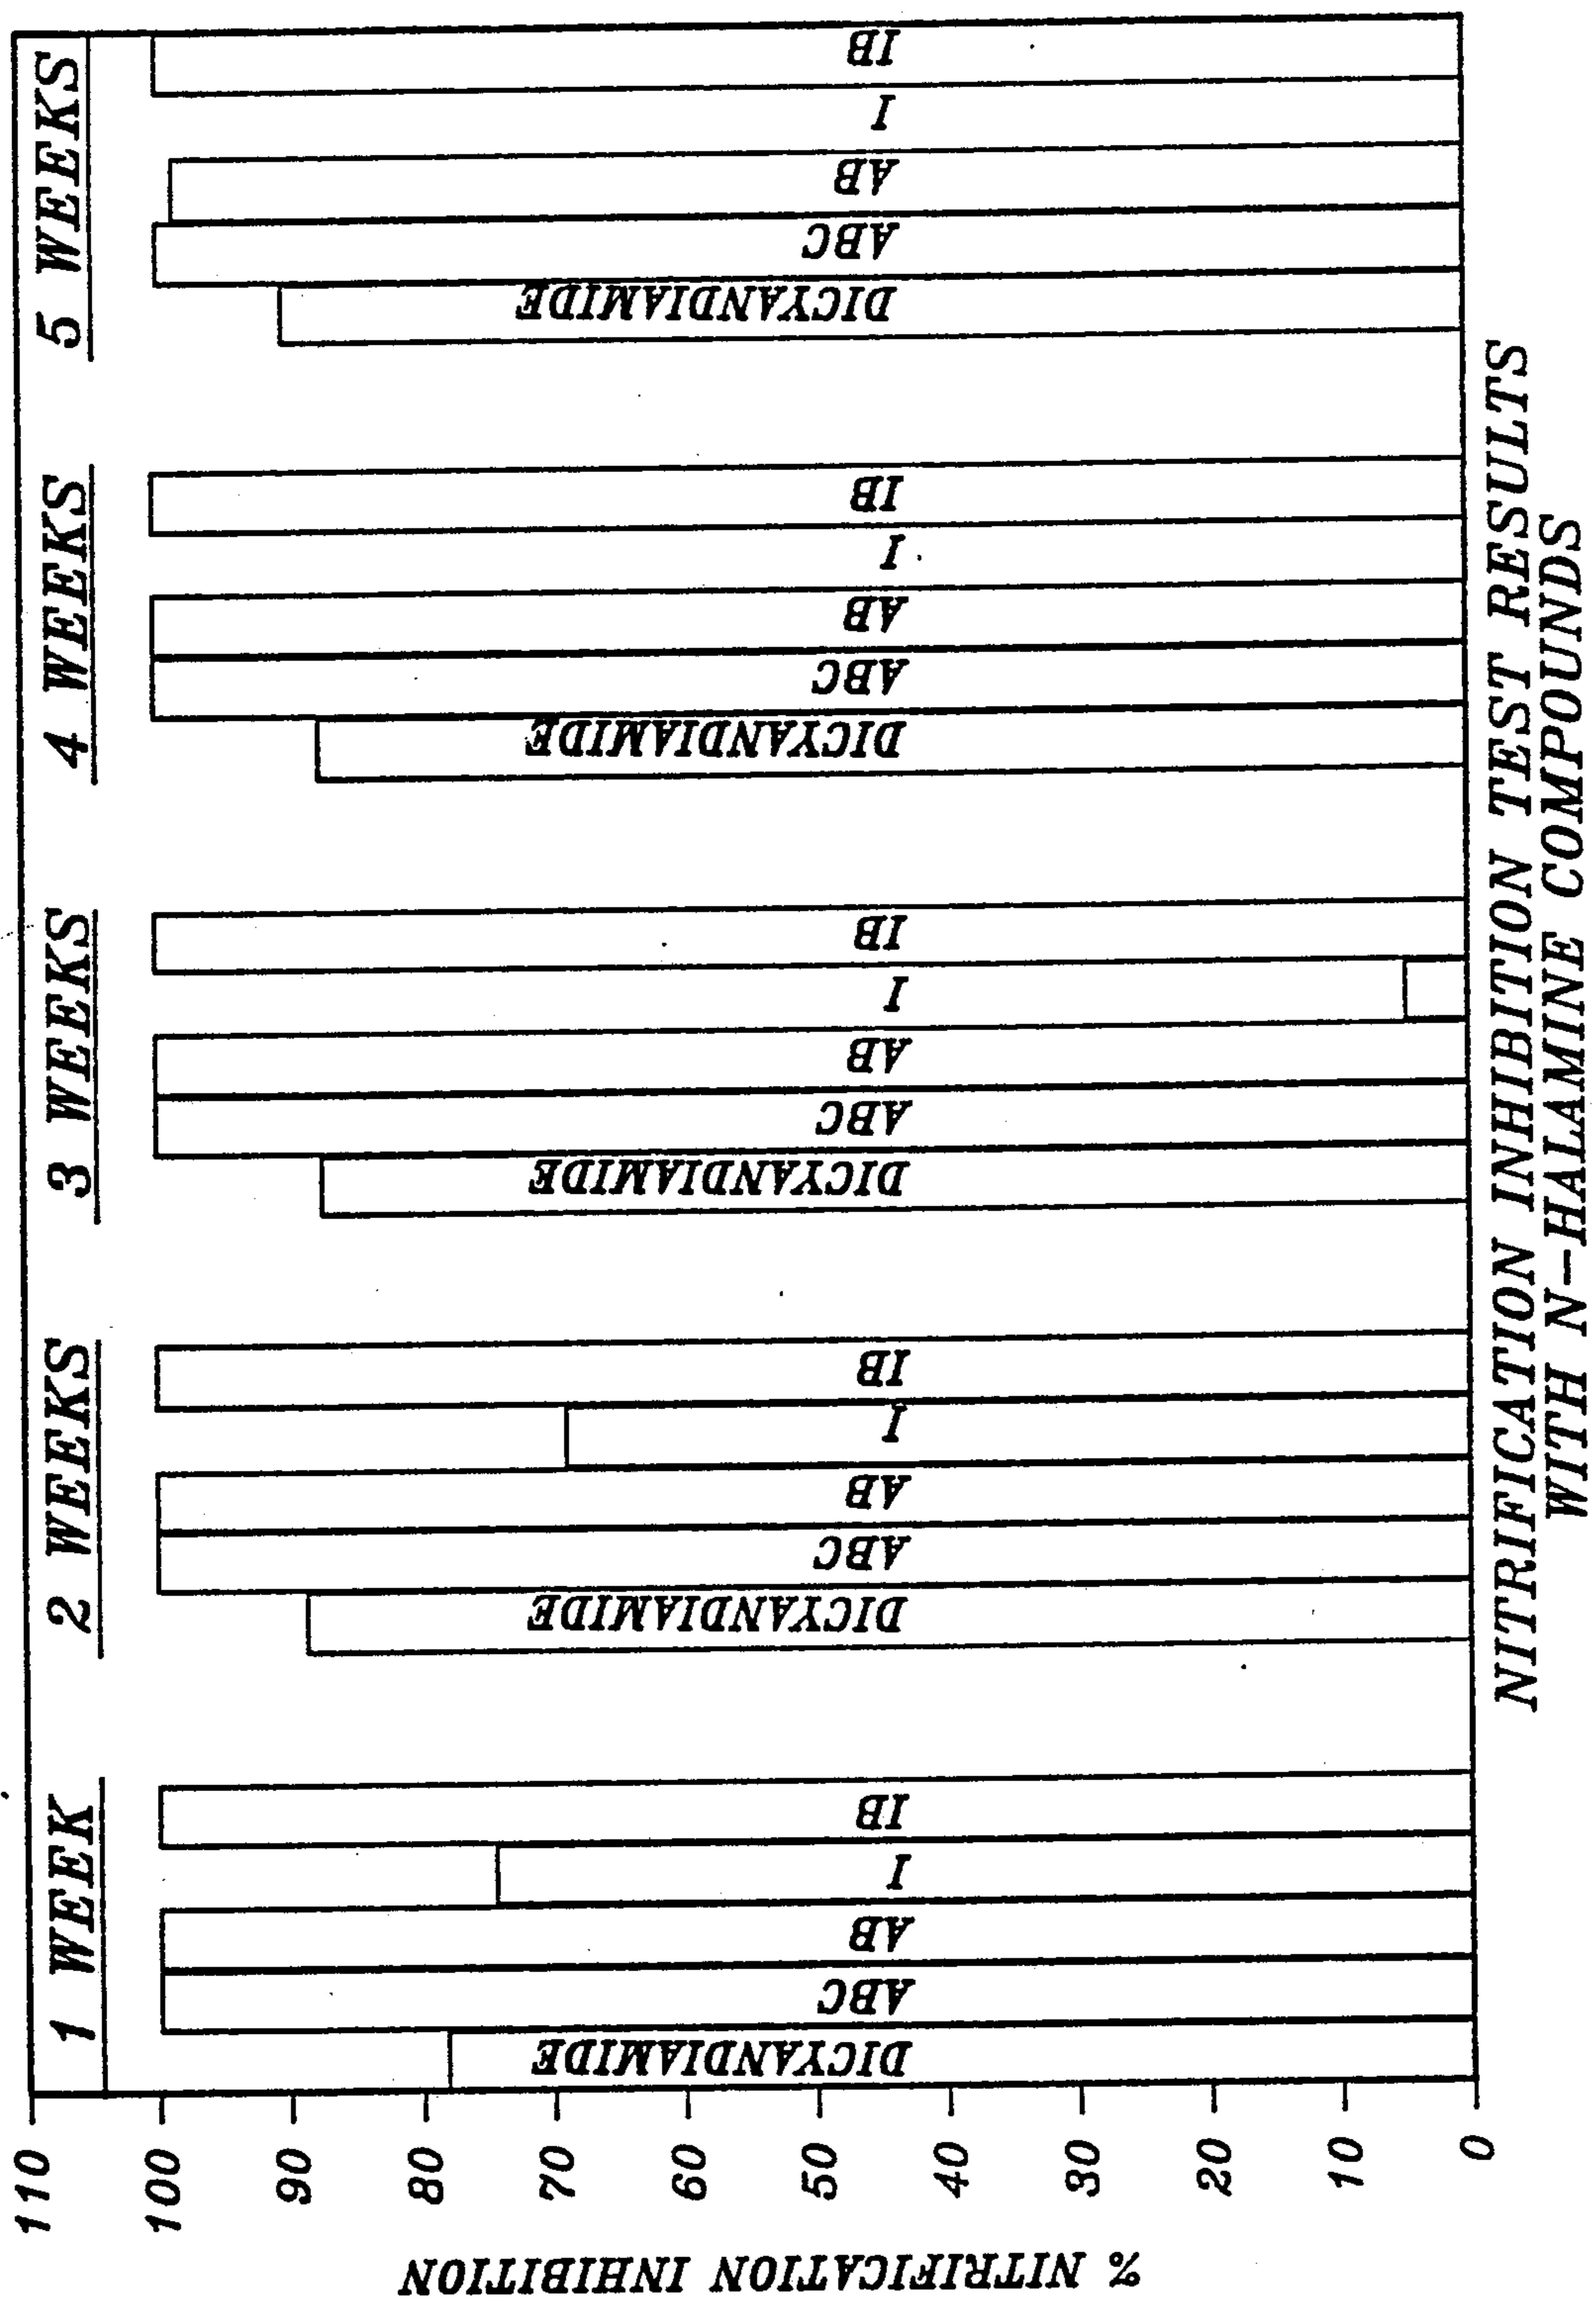 % NITRIFICATION INHIBITION
110
100
90
80
70
60
50
40
30
20
10
0
1 WEEK
DICYANDIAMIDE
ABC
AB
I
IB
2 WEEKS
DICYANDIAMIDE
ABC
AB
I
IB
3 WEEKS
DICYANDIAMIDE
ABC
AB
I
IB
4 WEEKS
DICYANDIAMIDE
ABC
AB
I
IB
5 WEEKS
DICYANDIAMIDE
ABC
AB
I
IB
NITRIFICATION INHIBITION TEST RESULTS
WITH N-HALAMINE COMPOUNDS